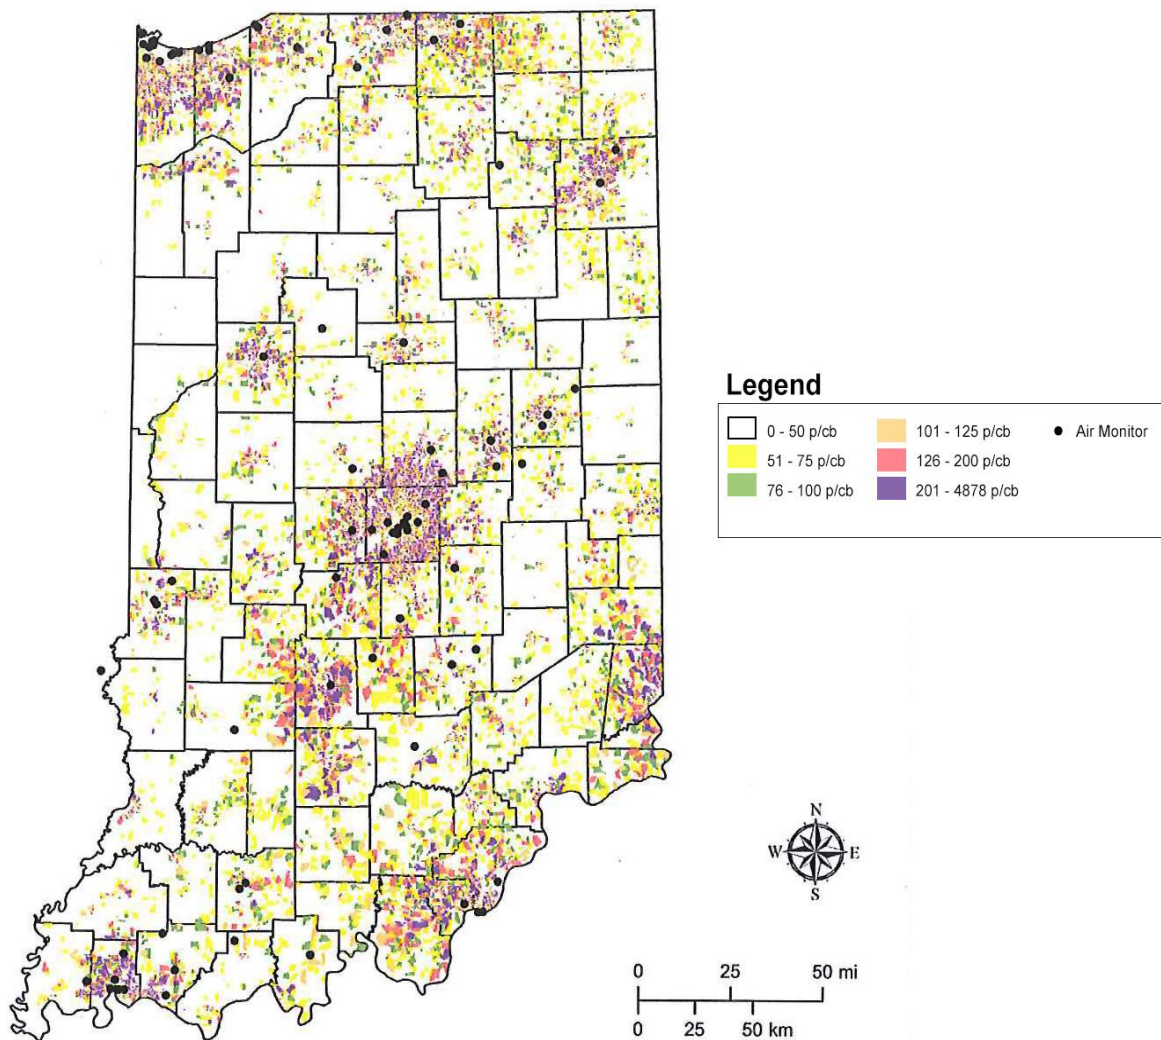 Legend
0 - 50 p/cb 101 - 125 p/cb Air Monitor
51 - 75 p/cb 126 - 200 p/cb
76 - 100 p/cb 201 - 4878 p/cb
N
W E
S
0 25 50 mi
0 25 50 km